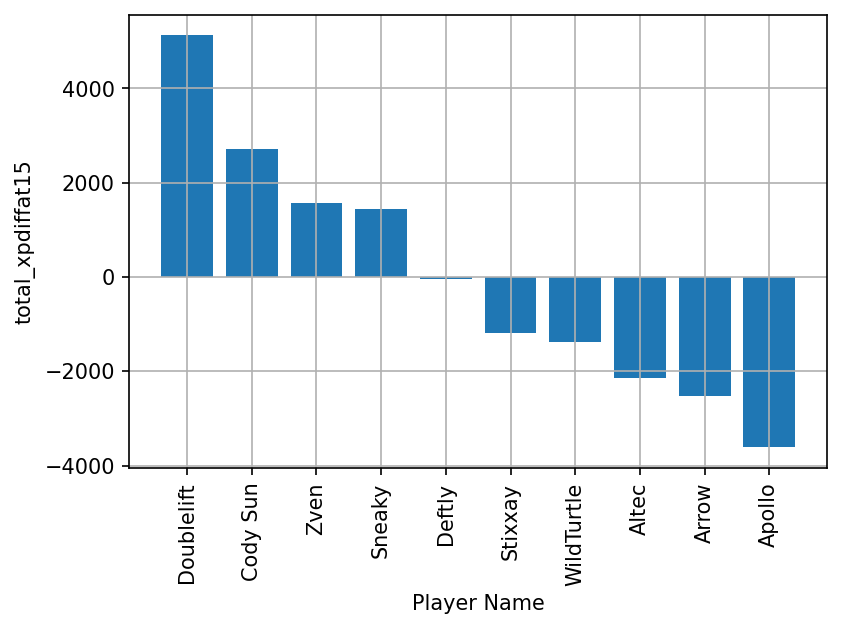 4000
2000
0
−2000
−4000
total_xpdiffat15
Doublelift
Cody Sun
Zven
Sneaky
Deftly
Stixxay
WildTurtle
Altec
Arrow
Apollo
Player Name